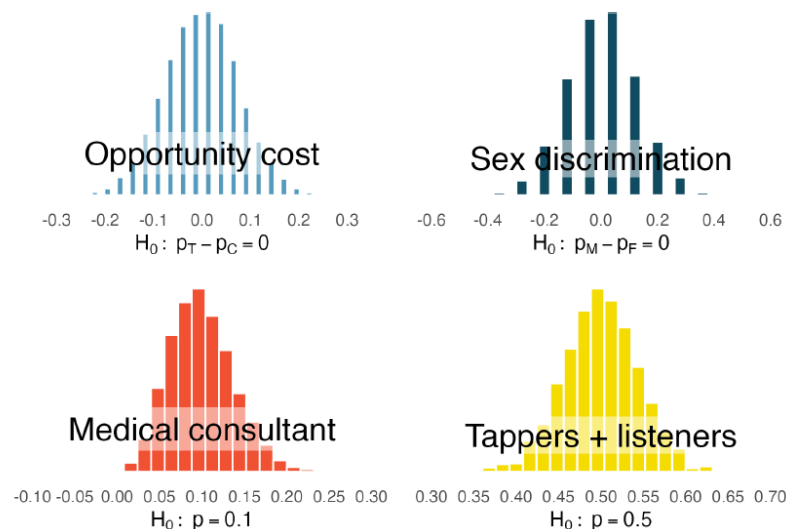 Opportunity cost
-0.3 -0.2 -0.1 0.0 0.1 0.2 0.3
H₀: p_T − p_C = 0
Sex discrimination
-0.6 -0.4 -0.2 0.0 0.2 0.4 0.6
H₀: p_M − p_F = 0
Medical consultant
-0.10 -0.05 0.00 0.05 0.10 0.15 0.20 0.25 0.30
H₀: p = 0.1
Tappers + listeners
0.30 0.35 0.40 0.45 0.50 0.55 0.60 0.65 0.70
H₀: p = 0.5